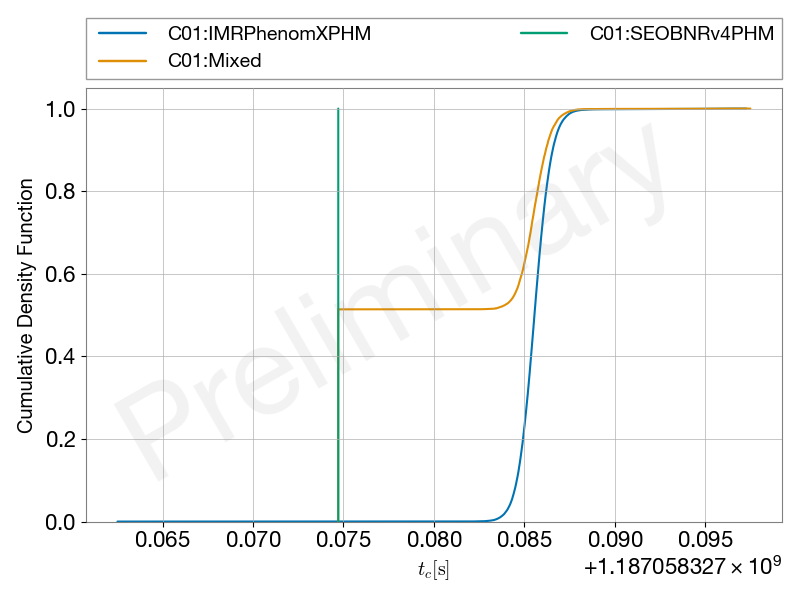 C01:IMRPhenomXPHM
C01:Mixed
C01:SEOBNRv4PHM
Preliminary
Cumulative Density Function
1.0
0.8
0.6
0.4
0.2
0.0
0.065 0.070 0.075 0.080 0.085 0.090 0.095
t_c[s]
+1.187058327 × 10⁹